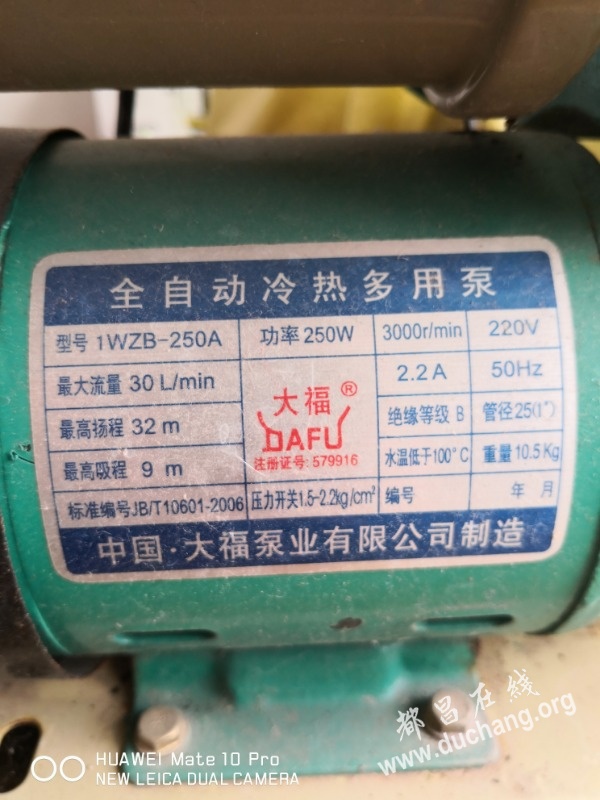 全自动冷热多用泵
型号 1WZB-250A 功率 250W 3000r/min 220V
最大流量 30 L/min 2.2 A 50Hz
大福®
DAFU
注册证号: 579916
最高扬程 32 m 绝缘等级 B 管径 25(1")
最高吸程 9 m 水温低于100°C 重量 10.5Kg
标准编号JB/T10601-2006 压力开关1.5-2.2kg/cm² 编号 年 月
中国·大福泵业有限公司制造
都昌在线
www.duchang.org
HUAWEI Mate 10 Pro
NEW LEICA DUAL CAMERA